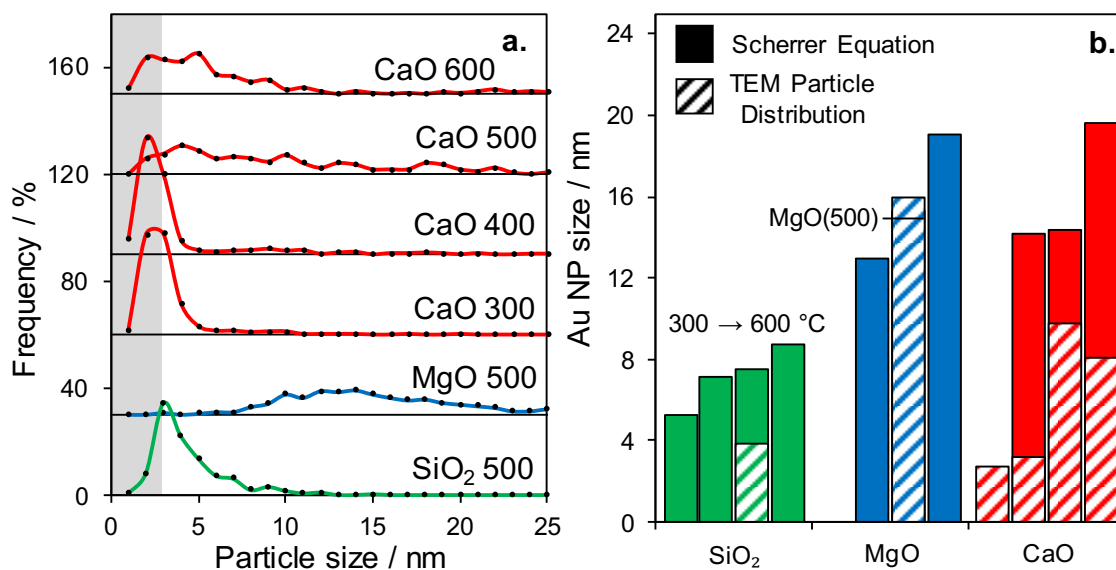 a.
160
120
80
40
0
Frequency / %
CaO 600
CaO 500
CaO 400
CaO 300
MgO 500
SiO₂ 500
0 5 10 15 20 25
Particle size / nm
b.
Scherrer Equation
TEM Particle
Distribution
24
20
16
12
8
4
0
Au NP size / nm
MgO(500)
300 → 600 °C
SiO₂ MgO CaO